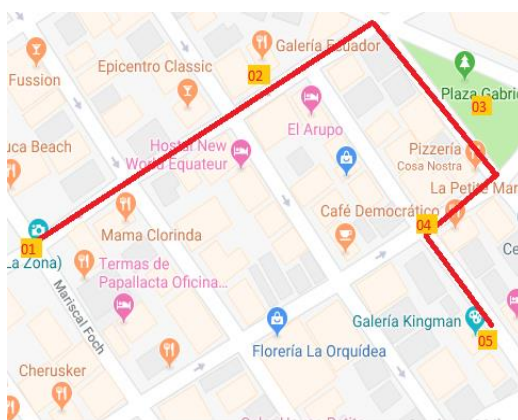 Galería Ecuador
Epicentro Classic
02
Fussion
Plaza Gabri
03
El Arupo
uca Beach
Hostal New
World Equateur
Pizzería
Cosa Nostra
La Petite Mar
Café Democrático
04
01
Mama Clorinda
La Zona)
Termas de
Papallacta Oficina...
Ce
Mariscal Foch
Galería Kingman
05
Florería La Orquídea
Cherusker